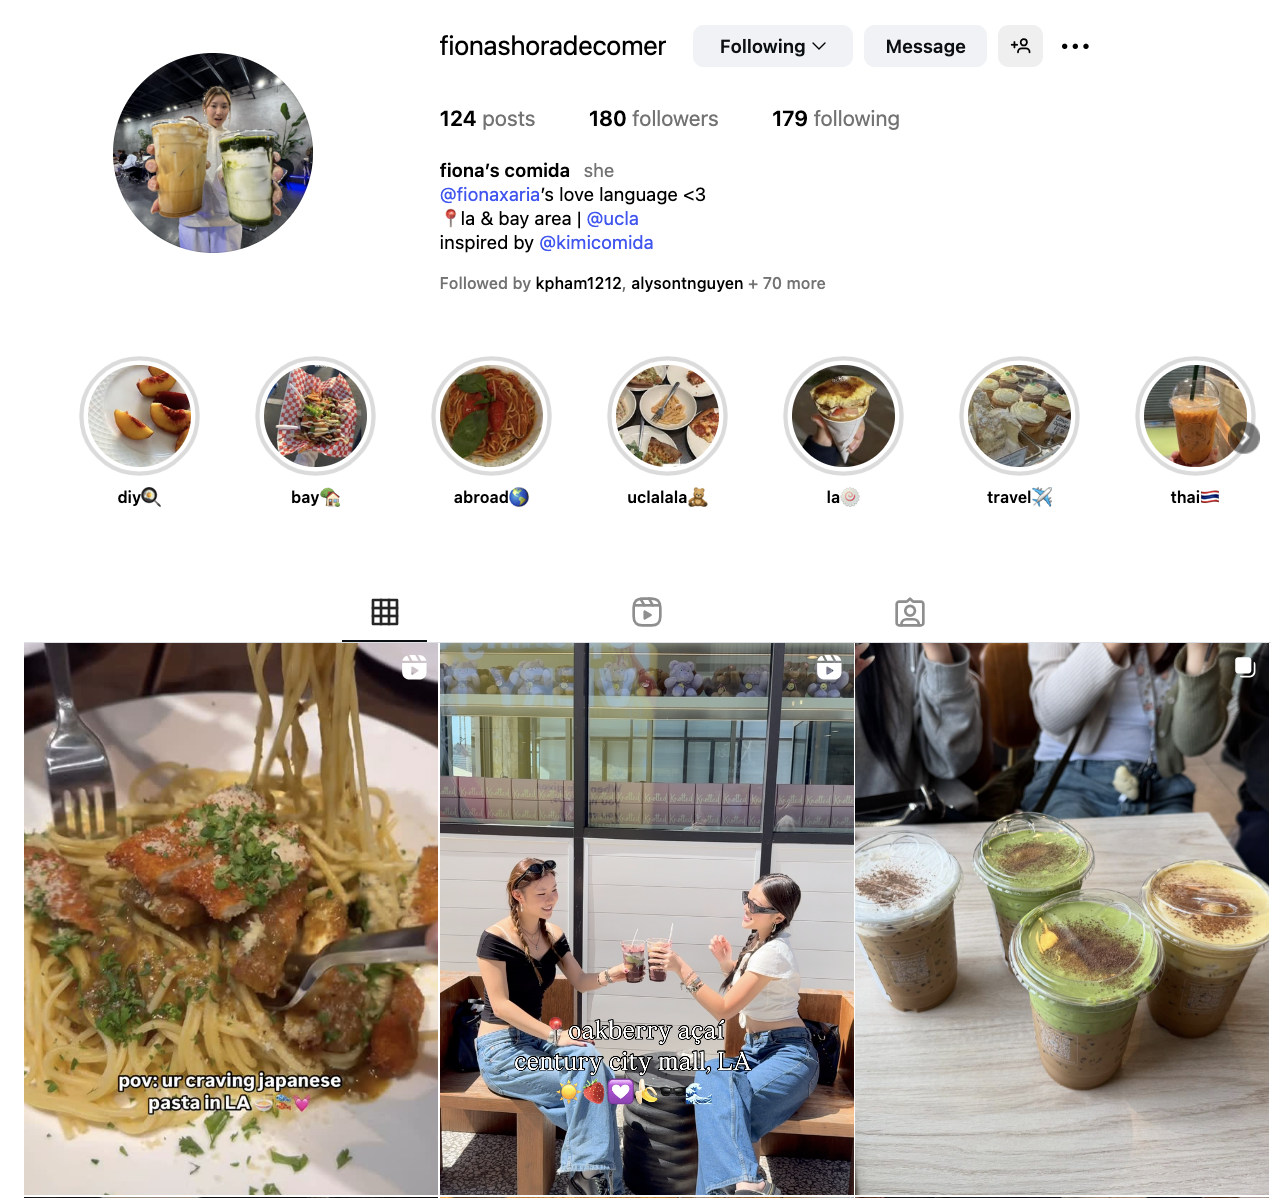 fionashoradecomer
Following
Message
124 posts
180 followers
179 following
fiona's comida she
@fionaxaria's love language <3
📍la & bay area | @ucla
inspired by @kimicomida
Followed by kpham1212, alysontnguyen + 70 more
diy🍳
bay🏡
abroad🌎
uclalala🧸
la🍥
travel✈️
thai🇹🇭
pov: ur craving japanese
pasta in LA 🍝🎏💗
Knotted
📍oakberry açaí
century city mall, LA
☀️🍓💟🍌🕶️🌊